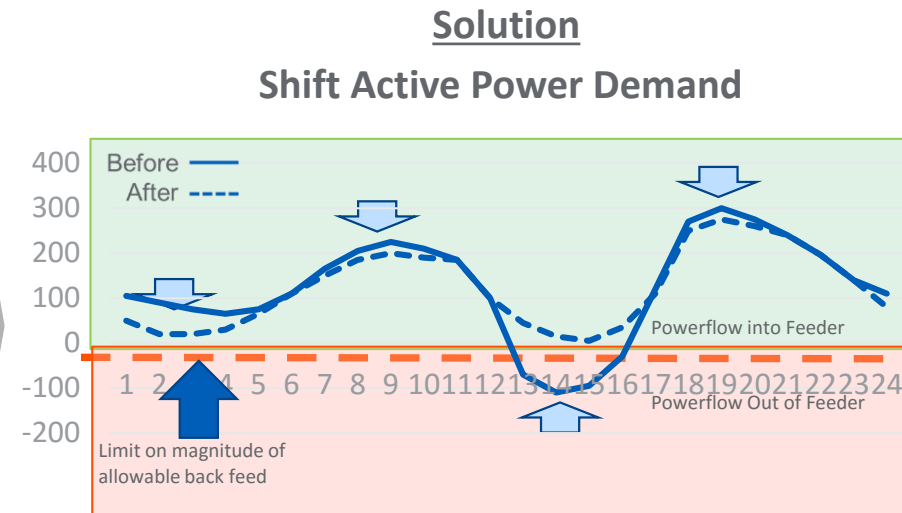 Solution
Shift Active Power Demand
400
300
200
100
0
-100
-200
Before
After
Powerflow into Feeder
1 2 4 5 6 7 8 9 10 11 12 13 14 15 16 17 18 19 20 21 22 23 24
Powerflow Out of Feeder
Limit on magnitude of
allowable back feed